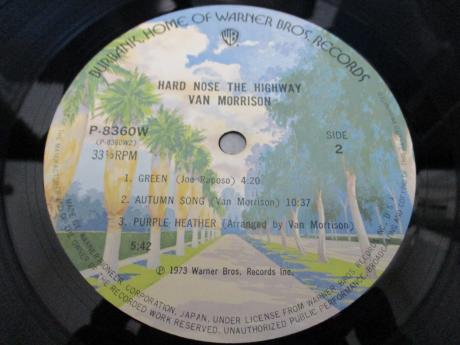 BURBANK, HOME OF WARNER BROS. RECORDS
WB
HARD NOSE THE HIGHWAY
VAN MORRISON
P-8360W
(P-8360W2)
33⅓RPM
SIDE
2
1. GREEN (Joe Raposo) 4:20
2. AUTUMN SONG (Van Morrison) 10:37
3. PURPLE HEATHER (Arranged by Van Morrison)
5:42
Ⓟ 1973 Warner Bros. Records Inc.
CORPORATION, JAPAN, UNDER LICENSE FROM WARNER BROS. RECORDS INC.
RECORDED WORK RESERVED. UNAUTHORIZED PUBLIC PERFORMANCE, BROADCASTING